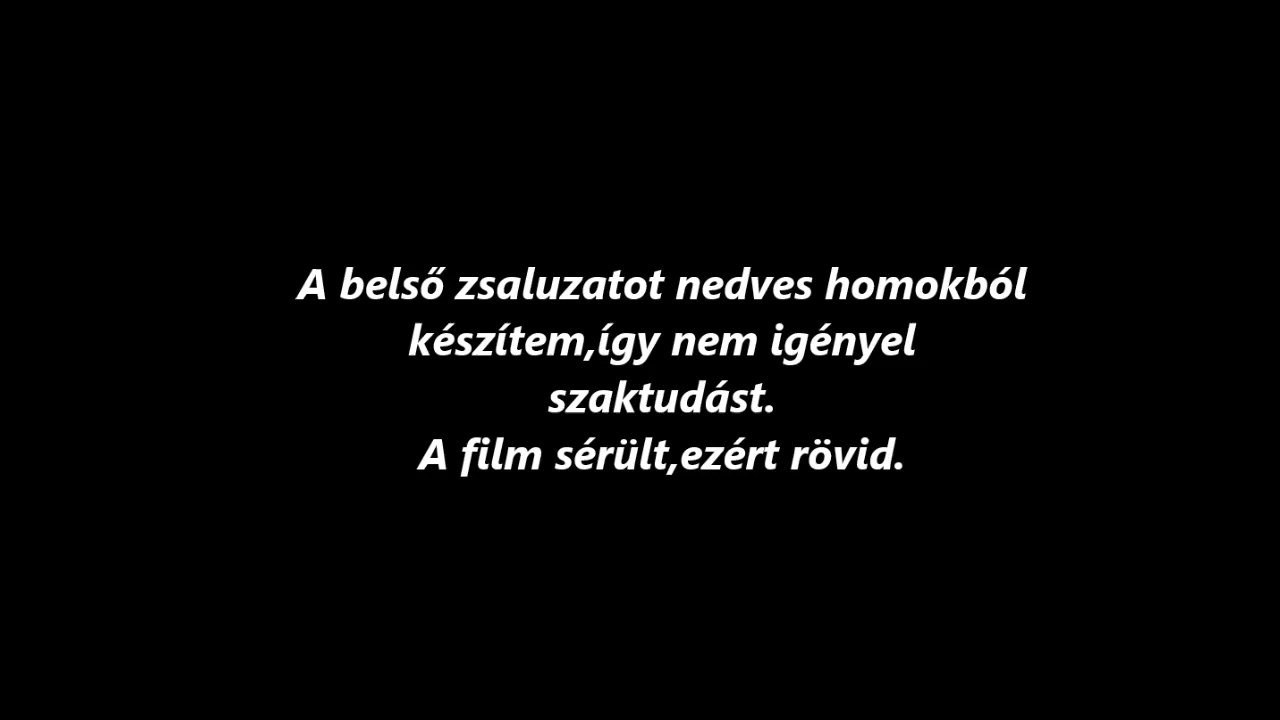 A belső zsaluzatot nedves homokból
készítem,így nem igényel
szaktudást.
A film sérült,ezért rövid.